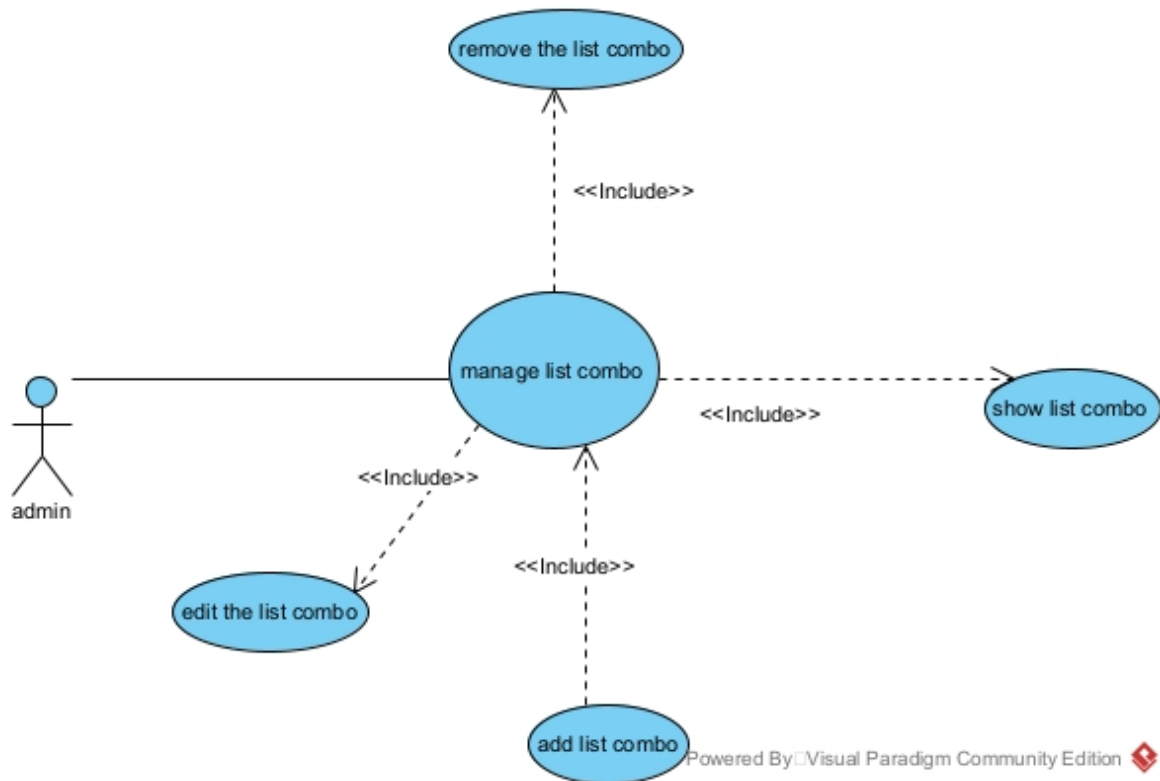 remove the list combo
<<Include>>
manage list combo
<<Include>>
show list combo
<<Include>>
admin
<<Include>>
edit the list combo
add list combo
Powered By□Visual Paradigm Community Edition